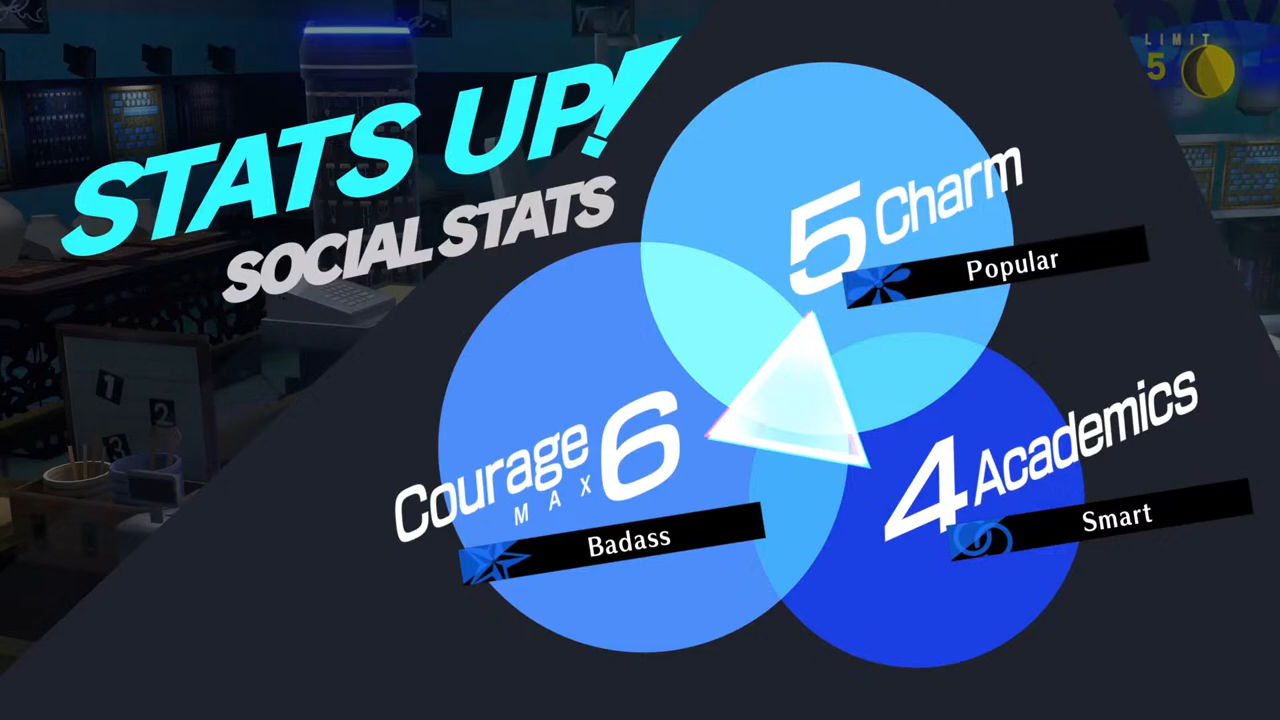 LIMIT
5
STATS UP!
SOCIAL STATS
5 Charm
Popular
Courage 6
MAX
Badass
4 Academics
Smart
1
2
3